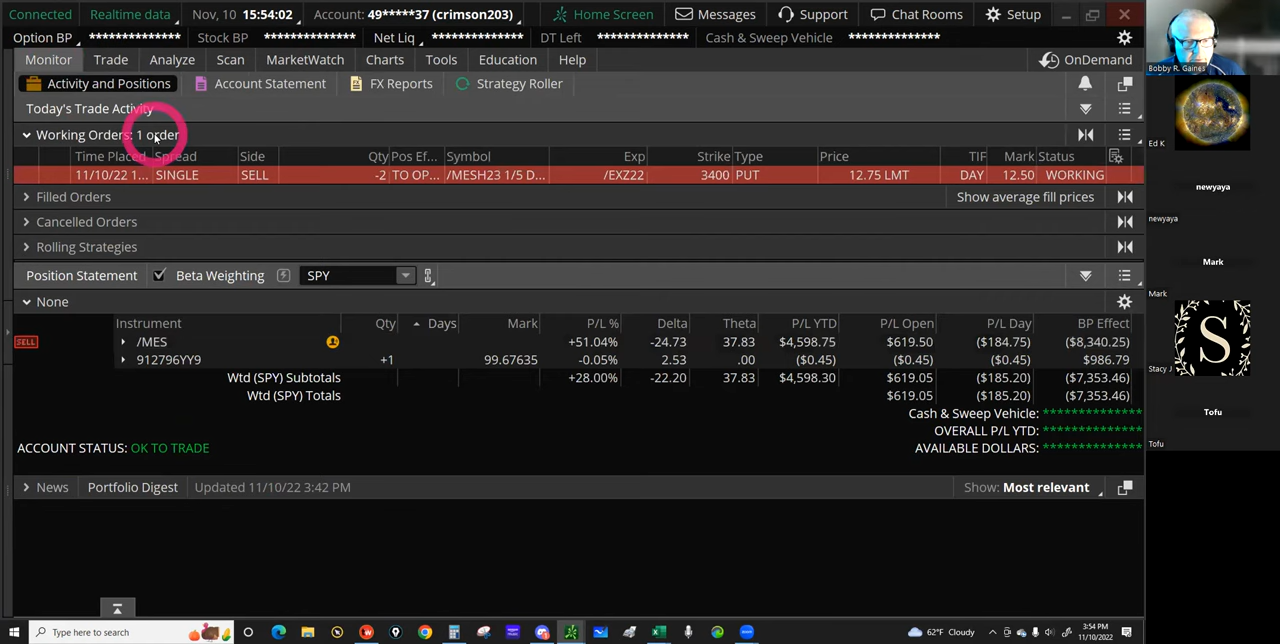 Connected Realtime data Nov, 10 15:54:02 Account: 49*****37 (crimson203) Home Screen Messages Support Chat Rooms Setup
Option BP ************** Stock BP ************** Net Liq ************** DT Left ************** Cash & Sweep Vehicle **************
Monitor Trade Analyze Scan MarketWatch Charts Tools Education Help OnDemand
Activity and Positions Account Statement FX Reports Strategy Roller
Today's Trade Activity
Working Orders: 1 order
Time Placed Spread Side Qty Pos Ef... Symbol Exp Strike Type Price TIF Mark Status
11/10/22 1... SINGLE SELL -2 TO OP... /MESH23 1/5 D... /EXZ22 3400 PUT 12.75 LMT DAY 12.50 WORKING
Filled Orders Show average fill prices
Cancelled Orders
Rolling Strategies
Position Statement Beta Weighting SPY
None
Instrument Qty Days Mark P/L % Delta Theta P/L YTD P/L Open P/L Day BP Effect
SELL /MES +51.04% -24.73 37.83 $4,598.75 $619.50 ($184.75) ($8,340.25)
912796YY9 +1 99.67635 -0.05% 2.53 .00 ($0.45) ($0.45) ($0.45) $986.79
Wtd (SPY) Subtotals +28.00% -22.20 37.83 $4,598.30 $619.05 ($185.20) ($7,353.46)
Wtd (SPY) Totals $619.05 ($185.20) ($7,353.46)
Cash & Sweep Vehicle: **************
OVERALL P/L YTD: **************
ACCOUNT STATUS: OK TO TRADE AVAILABLE DOLLARS: **************
News Portfolio Digest Updated 11/10/22 3:42 PM Show: Most relevant
Type here to search 62°F Cloudy 3:54 PM
11/10/2022
Bobby R. Gaines
Ed K
newyaya
newyaya
Mark
Mark
S
Stacy J
Tofu
Tofu